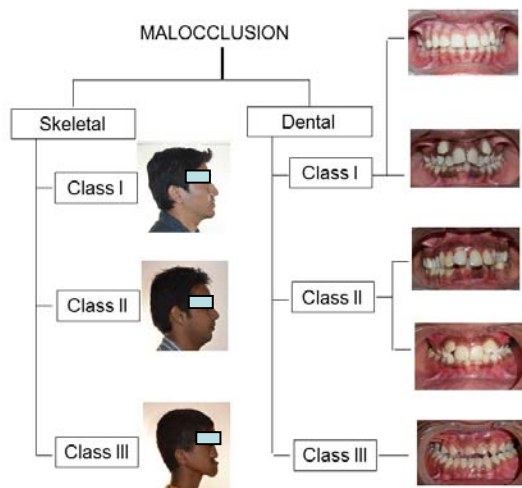 MALOCCLUSION
Skeletal
Dental
Class I
Class I
Class II
Class II
Class III
Class III